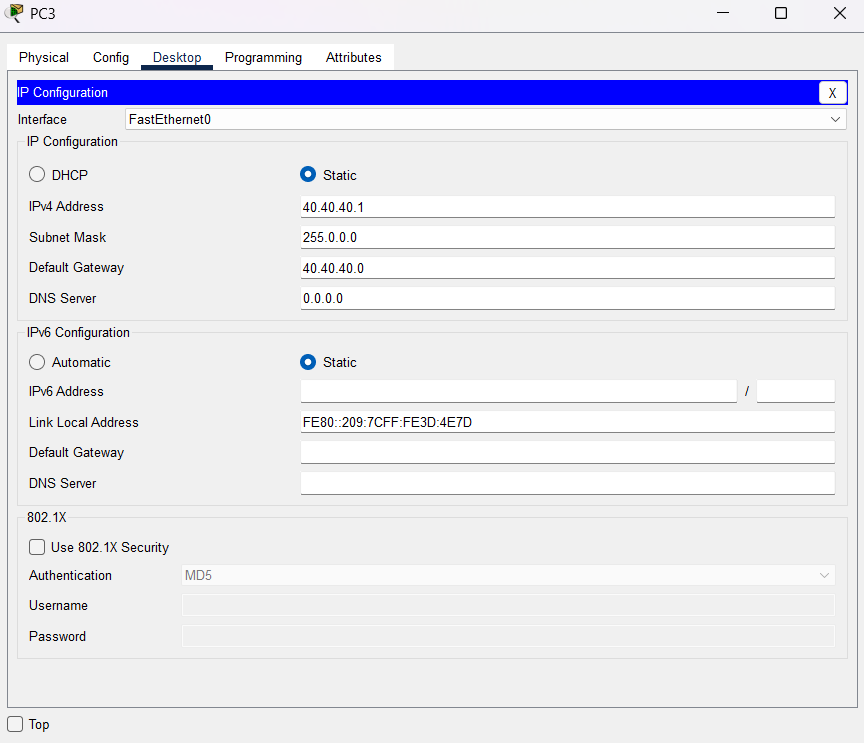 PC3
Physical Config Desktop Programming Attributes
IP Configuration X
Interface FastEthernet0
IP Configuration
DHCP Static
IPv4 Address 40.40.40.1
Subnet Mask 255.0.0.0
Default Gateway 40.40.40.0
DNS Server 0.0.0.0
IPv6 Configuration
Automatic Static
IPv6 Address /
Link Local Address FE80::209:7CFF:FE3D:4E7D
Default Gateway
DNS Server
802.1X
Use 802.1X Security
Authentication MD5
Username
Password
Top